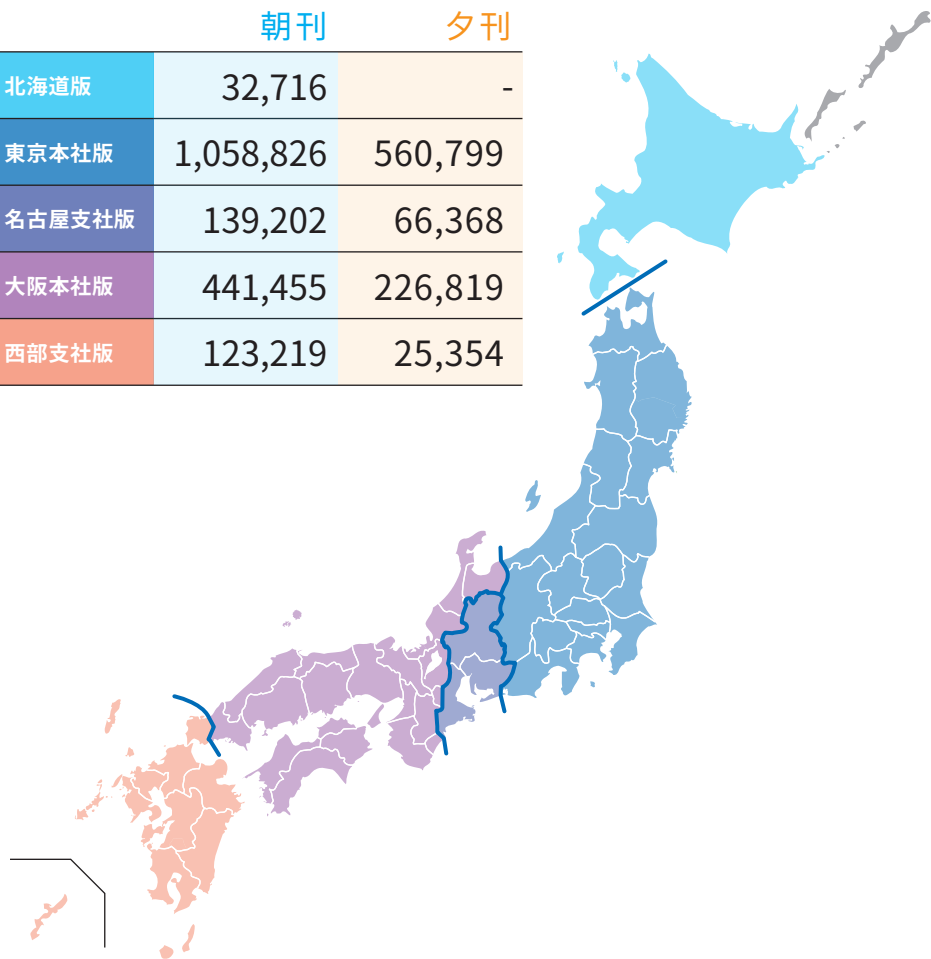 朝刊 夕刊
北海道版 32,716 -
東京本社版 1,058,826 560,799
名古屋支社版 139,202 66,368
大阪本社版 441,455 226,819
西部支社版 123,219 25,354